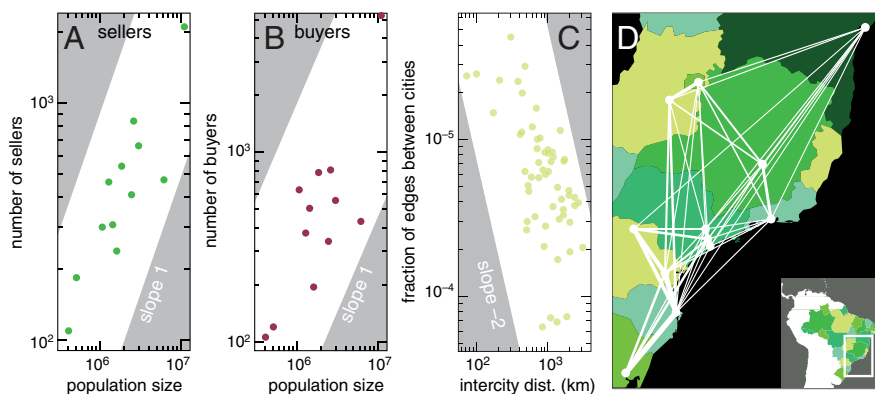 A
sellers
number of sellers
10³
10²
slope 1
10⁶
10⁷
population size
B
buyers
number of buyers
10³
10²
slope 1
10⁶
10⁷
population size
C
fraction of edges between cities
10⁻⁵
10⁻⁴
slope −2
10²
10³
intercity dist. (km)
D